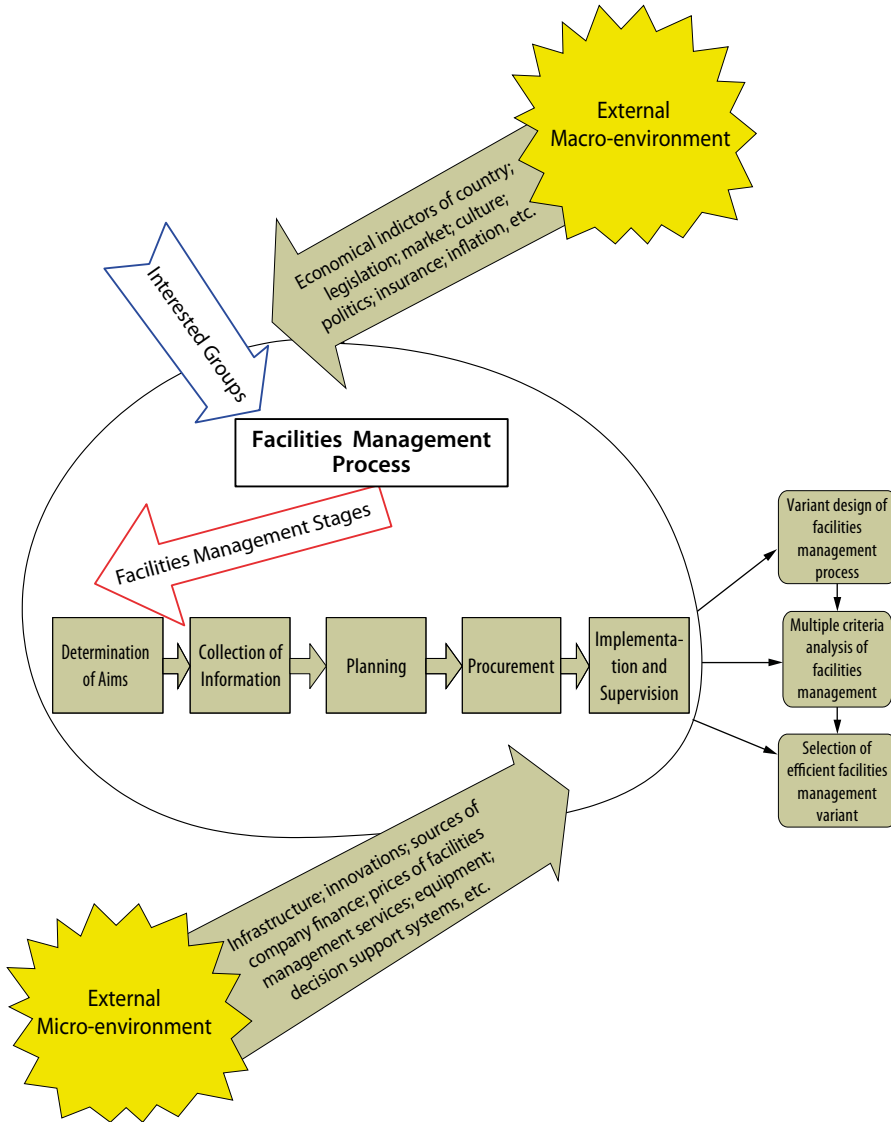 External
Macro-environment
Economical indictors of country;
legislation; market; culture;
politics; insurance; inflation, etc.
Interested Groups
Facilities Management
Process
Facilities Management Stages
Determination
of Aims
Collection of
Information
Planning
Procurement
Implementa-
tion and
Supervision
Variant design of
facilities
management
process
Multiple criteria
analysis of
facilities
management
Selection of
efficient facilities
management
variant
Infrastructure; innovations; sources of
company finance; prices of facilities
management services; equipment;
decision support systems, etc.
External
Micro-environment